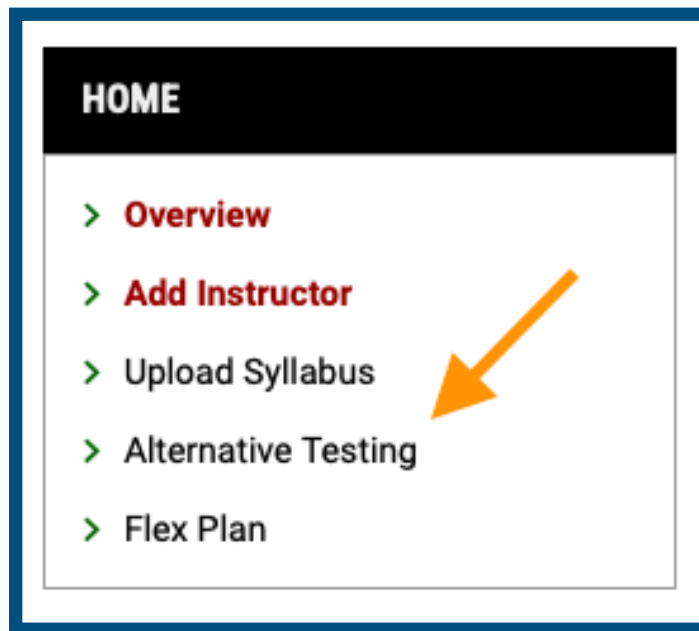 HOME
Overview
Add Instructor
Upload Syllabus
Alternative Testing
Flex Plan